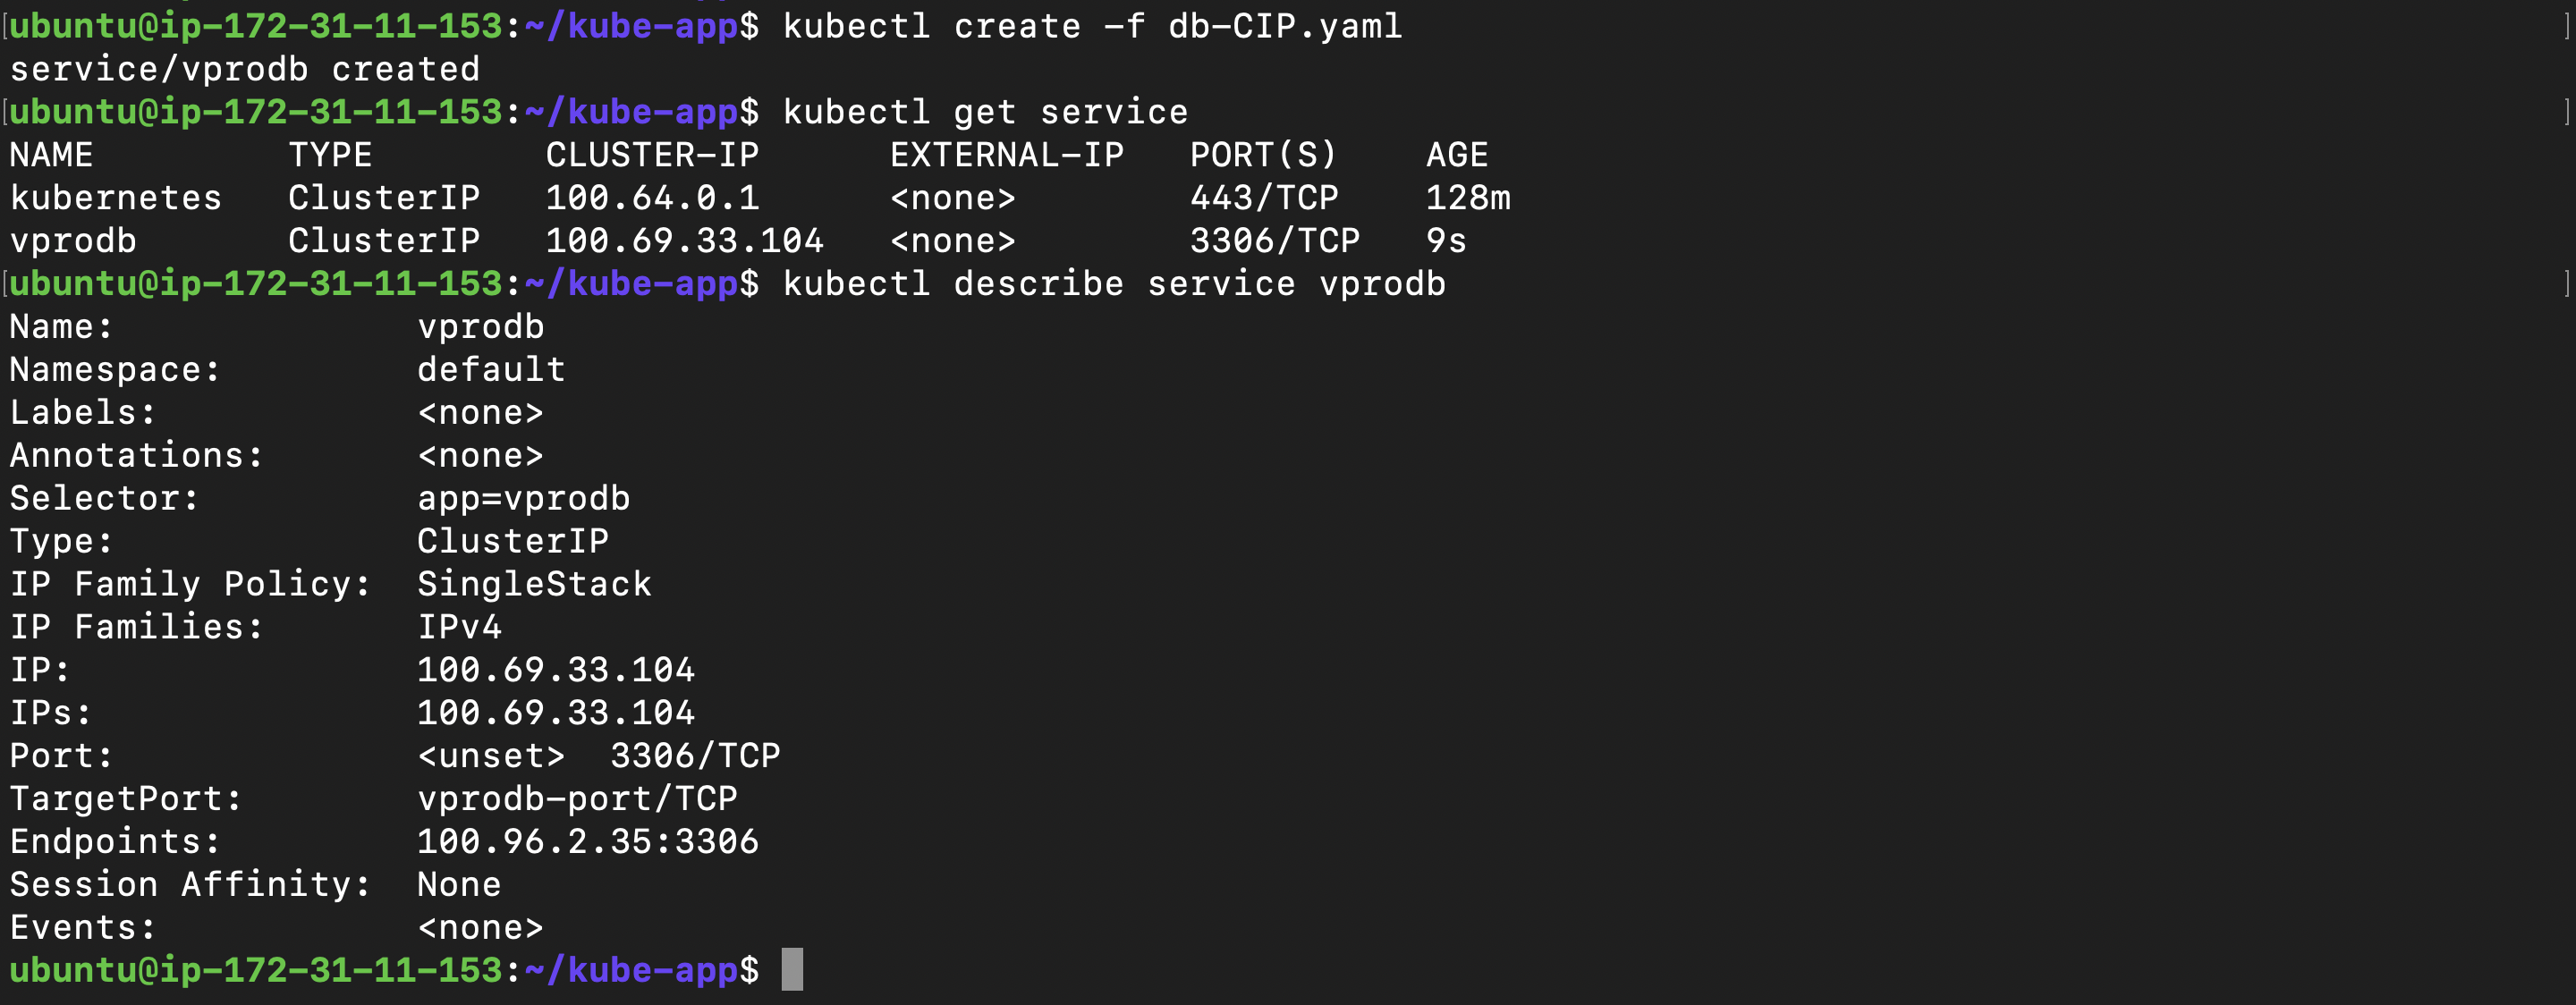 [ubuntu@ip-172-31-11-153:~/kube-app$ kubectl create -f db-CIP.yaml ]
service/vprodb created
[ubuntu@ip-172-31-11-153:~/kube-app$ kubectl get service ]
NAME         TYPE        CLUSTER-IP      EXTERNAL-IP   PORT(S)    AGE
kubernetes   ClusterIP   100.64.0.1      <none>        443/TCP    128m
vprodb       ClusterIP   100.69.33.104   <none>        3306/TCP   9s
[ubuntu@ip-172-31-11-153:~/kube-app$ kubectl describe service vprodb ]
Name:              vprodb
Namespace:         default
Labels:            <none>
Annotations:       <none>
Selector:          app=vprodb
Type:              ClusterIP
IP Family Policy:  SingleStack
IP Families:       IPv4
IP:                100.69.33.104
IPs:               100.69.33.104
Port:              <unset>  3306/TCP
TargetPort:        vprodb-port/TCP
Endpoints:         100.96.2.35:3306
Session Affinity:  None
Events:            <none>
ubuntu@ip-172-31-11-153:~/kube-app$